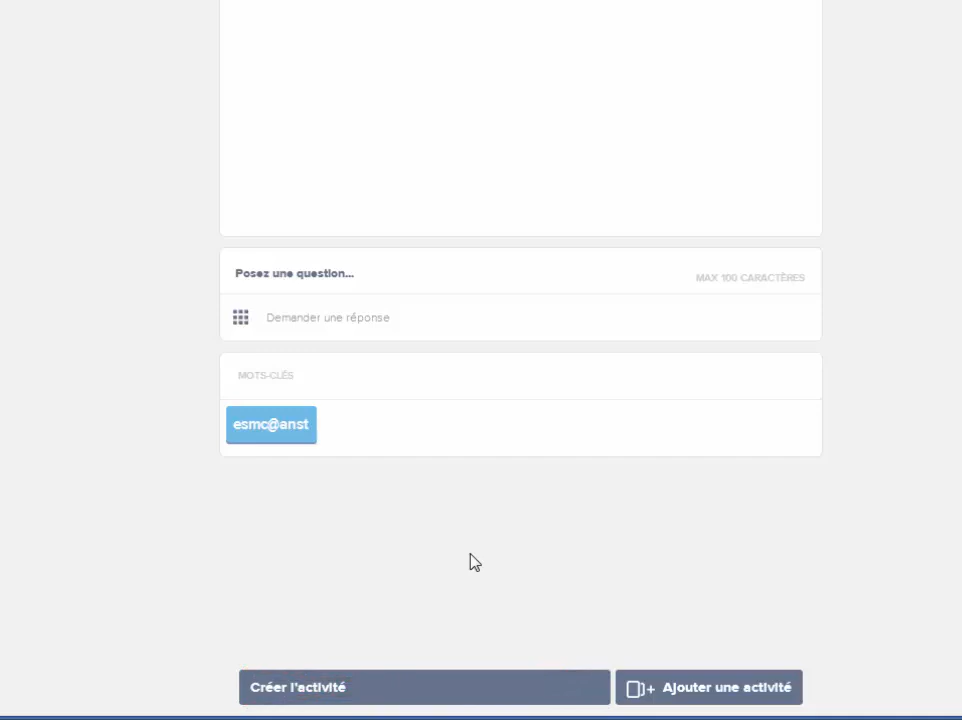 Posez une question...
MAX 100 CARACTÈRES
Demander une réponse
MOTS-CLÉS
esmc@anst
Créer l'activité
Ajouter une activité